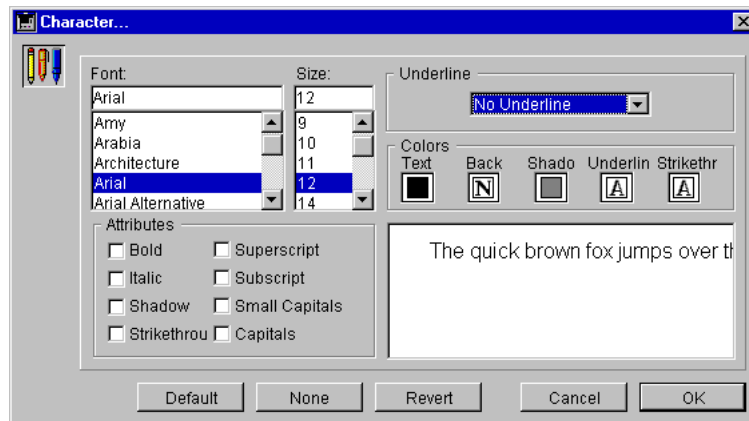 Character...
Font:
Size:
Underline
Arial
12
No Underline
Amy
9
Arabia
10
Colors
Architecture
11
Text Back Shado Underlin Strikethr
Arial
12
N A A
Arial Alternative
14
Attributes
Bold Superscript
The quick brown fox jumps over th
Italic Subscript
Shadow Small Capitals
Strikethrou Capitals
Default None Revert Cancel OK